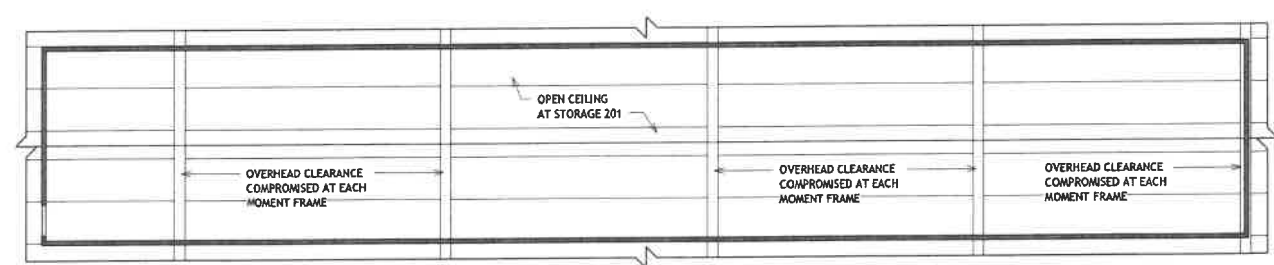 OPEN CEILING
AT STORAGE 201
OVERHEAD CLEARANCE
COMPROMISED AT EACH
MOMENT FRAME
OVERHEAD CLEARANCE
COMPROMISED AT EACH
MOMENT FRAME
OVERHEAD CLEARANCE
COMPROMISED AT EACH
MOMENT FRAME